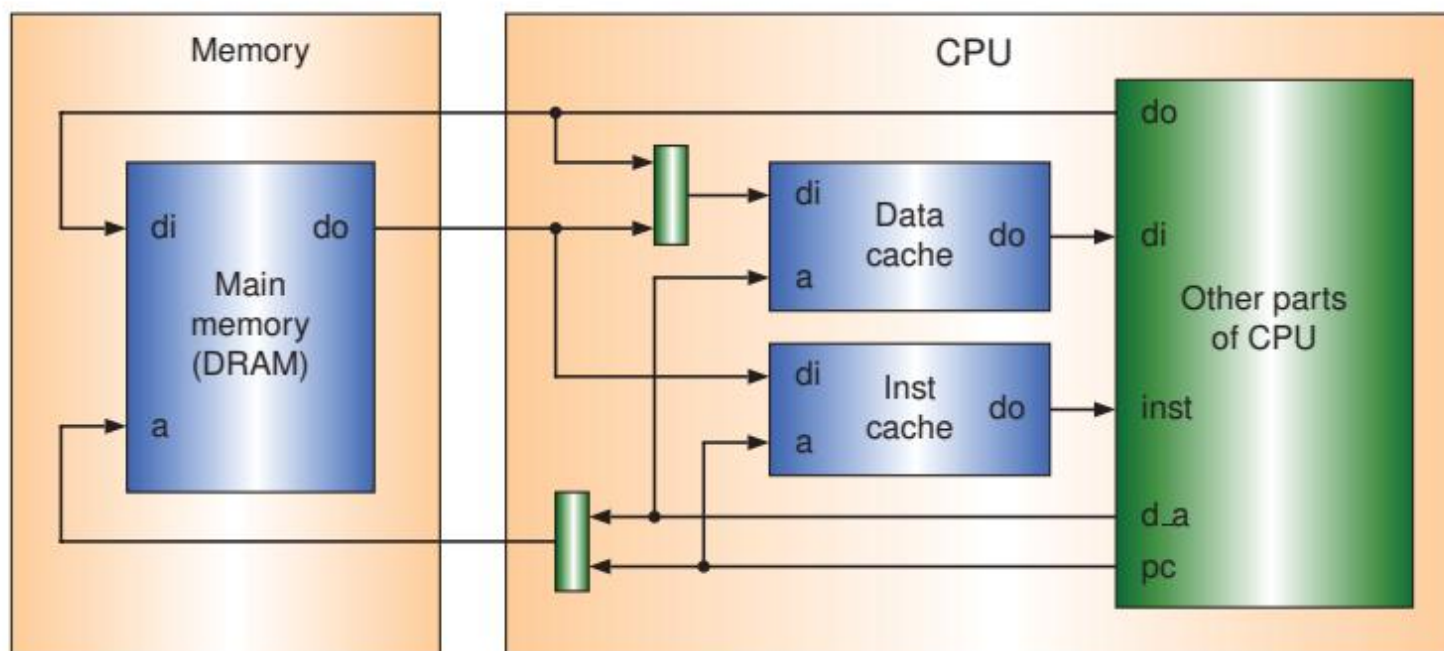 Memory
CPU
di
do
Main
memory
(DRAM)
a
di
Data
cache
do
a
di
Inst
cache
do
a
do
di
Other parts
of CPU
inst
d_a
pc